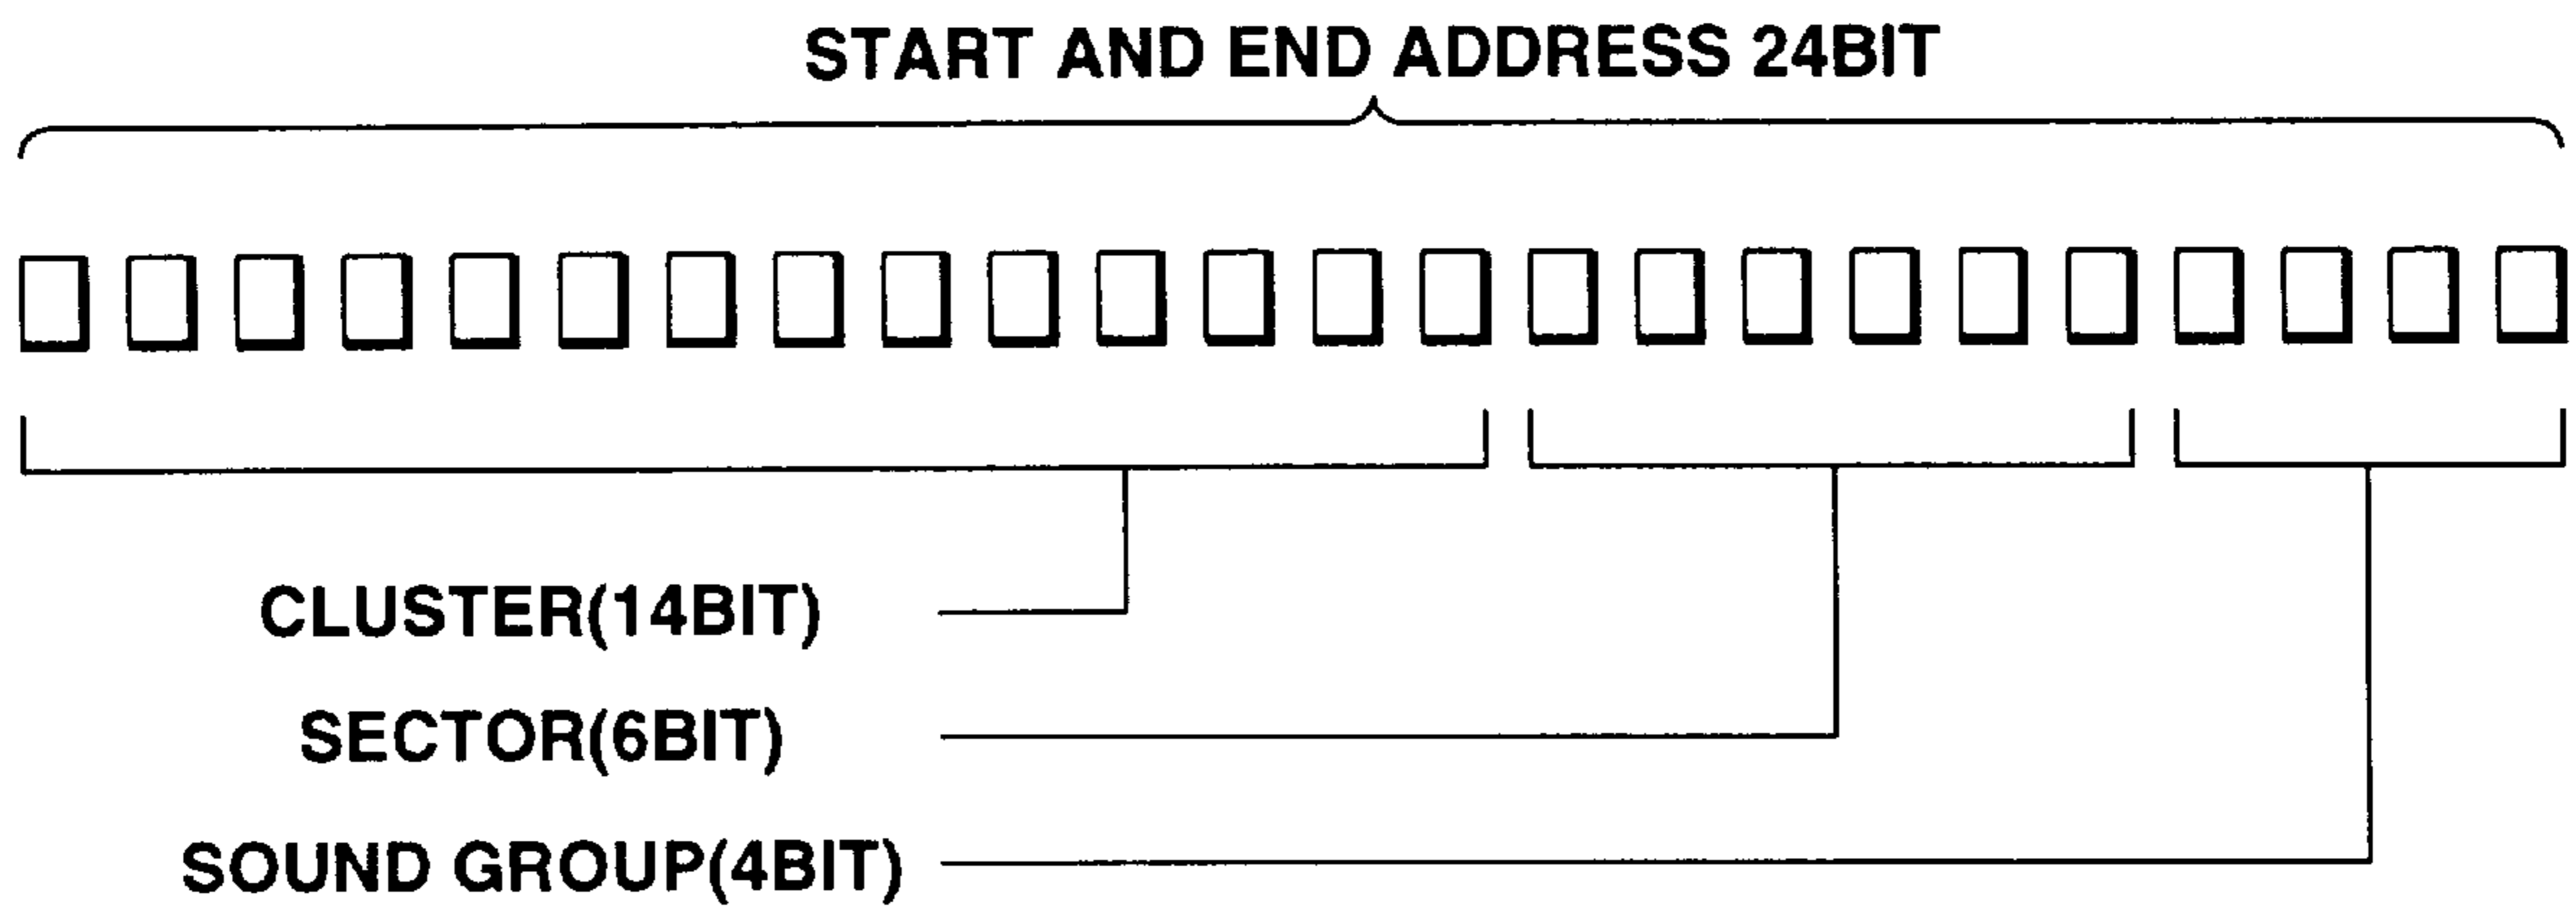 START AND END ADDRESS 24BIT
CLUSTER(14BIT)
SECTOR(6BIT)
SOUND GROUP(4BIT)